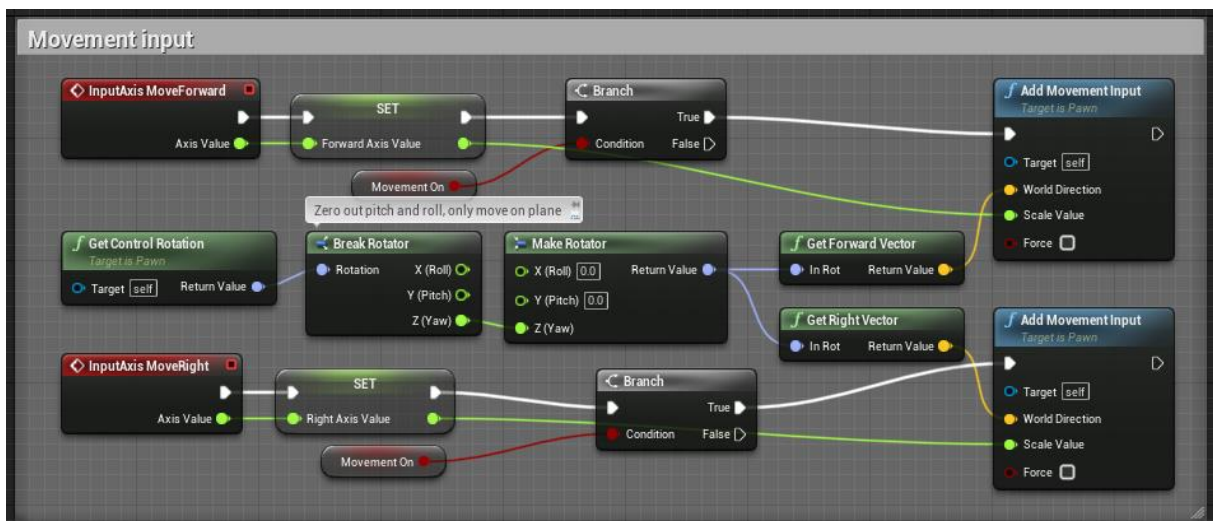 Movement input
InputAxis MoveForward
Axis Value
SET
Forward Axis Value
Branch
True
Condition
False
Add Movement Input
Target is Pawn
Target self
World Direction
Scale Value
Force
Movement On
Zero out pitch and roll, only move on plane
Get Control Rotation
Target is Pawn
Target self
Return Value
Break Rotator
Rotation
X (Roll)
Y (Pitch)
Z (Yaw)
Make Rotator
X (Roll) 0.0
Return Value
Y (Pitch) 0.0
Z (Yaw)
Get Forward Vector
In Rot
Return Value
Get Right Vector
In Rot
Return Value
InputAxis MoveRight
Axis Value
SET
Right Axis Value
Branch
True
Condition
False
Movement On
Add Movement Input
Target is Pawn
Target self
World Direction
Scale Value
Force